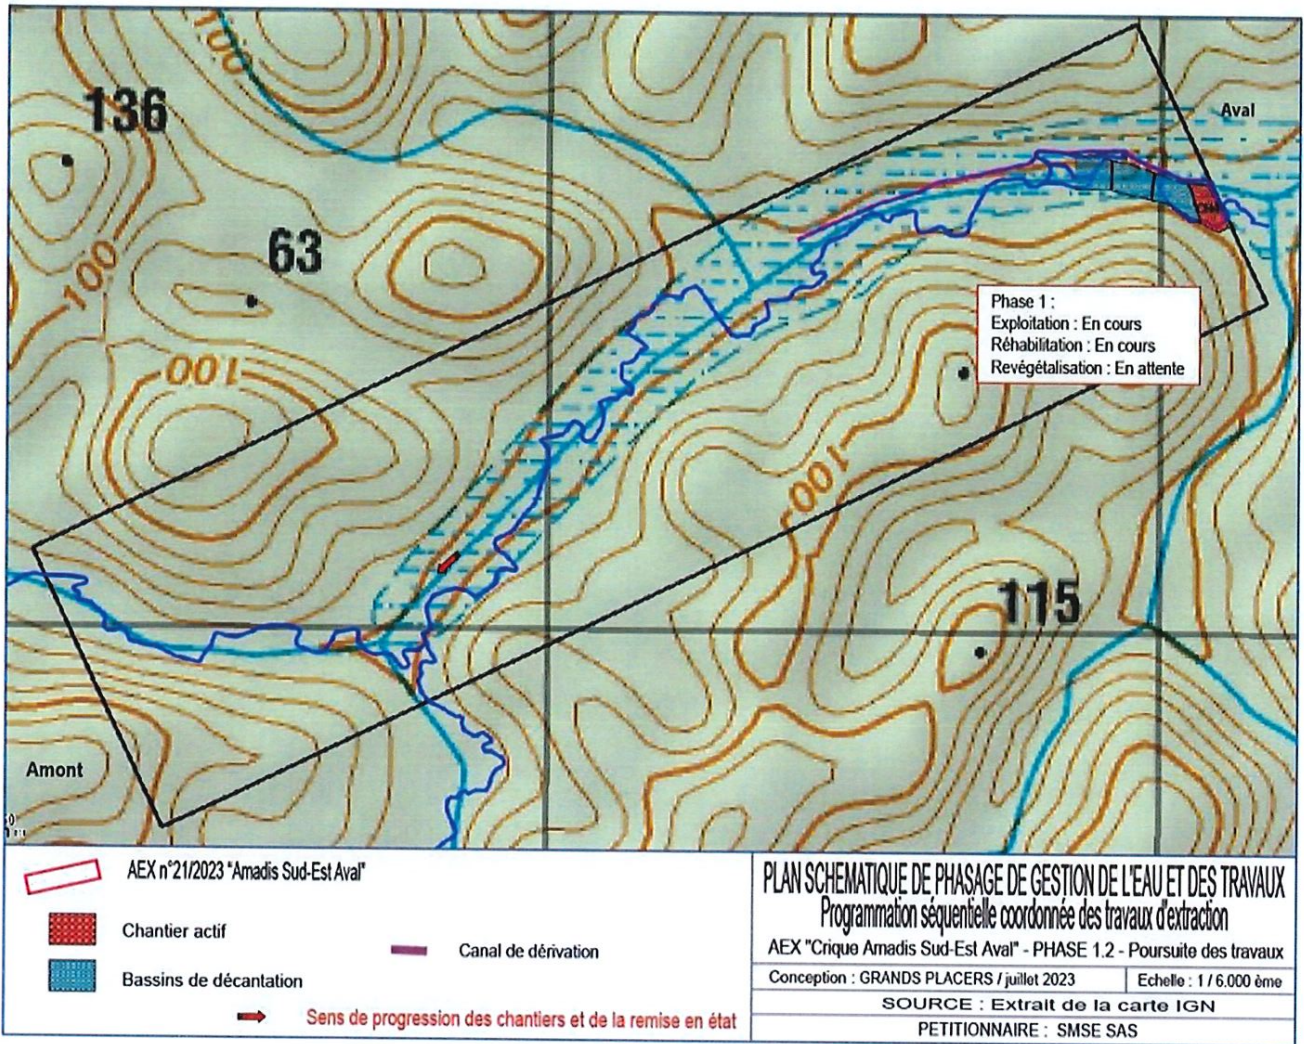 100
136
Aval
63
100
100
Phase 1 :
Exploitation : En cours
Réhabilitation : En cours
Revégétalisation : En attente
100
115
Amont
AEX n°21/2023 "Amadis Sud-Est Aval"
Chantier actif
Canal de dérivation
Bassins de décantation
Sens de progression des chantiers et de la remise en état
PLAN SCHEMATIQUE DE PHASAGE DE GESTION DE L'EAU ET DES TRAVAUX
Programmation séquentielle coordonnée des travaux d'extraction
AEX "Crique Amadis Sud-Est Aval" - PHASE 1.2 - Poursuite des travaux
Conception : GRANDS PLACERS / juillet 2023
Echelle : 1 / 6.000 ème
SOURCE : Extrait de la carte IGN
PETITIONNAIRE : SMSE SAS